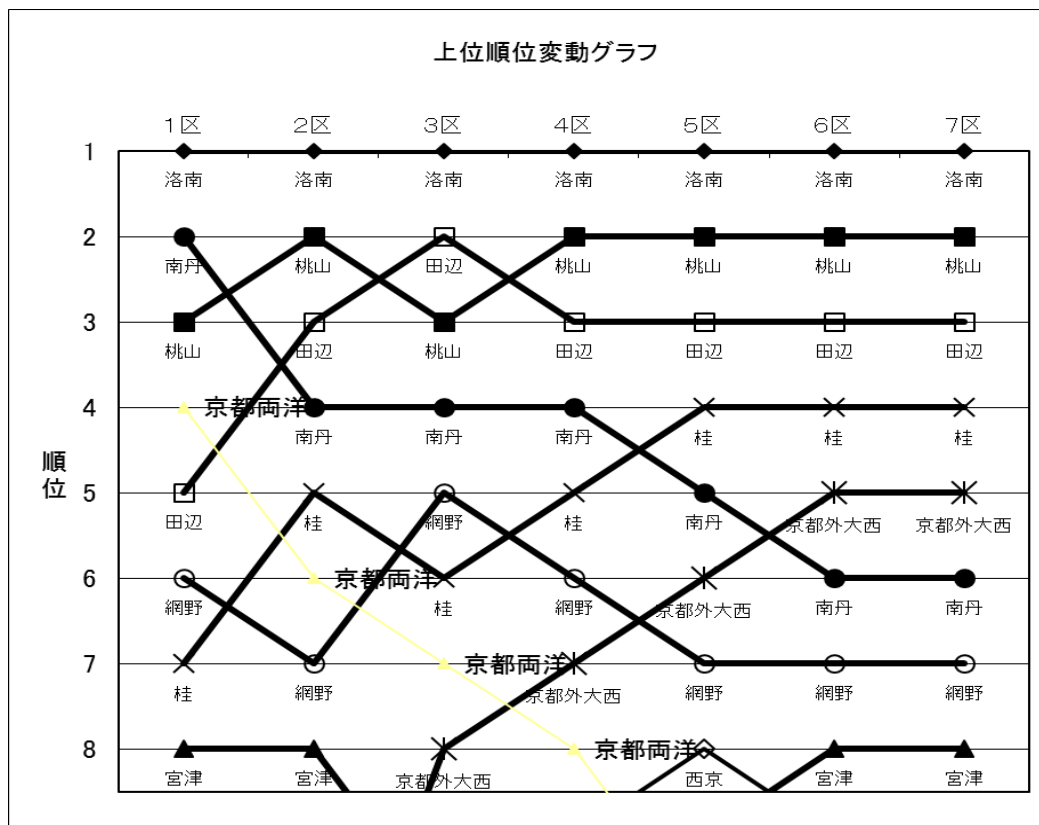 上位順位変動グラフ
1区 2区 3区 4区 5区 6区 7区
1
洛南 洛南 洛南 洛南 洛南 洛南 洛南
2
南丹 桃山 田辺 桃山 桃山 桃山 桃山
3
桃山 田辺 桃山 田辺 田辺 田辺 田辺
4
京都両洋 南丹 南丹 南丹 桂 桂 桂
順位
5
田辺 桂 網野 桂 南丹 京都外大西 京都外大西
6
網野 京都両洋 桂 網野 京都外大西 南丹 南丹
7
桂 網野 京都両洋 京都外大西 網野 網野 網野
8
宮津 宮津 京都外大西 京都両洋 西京 宮津 宮津